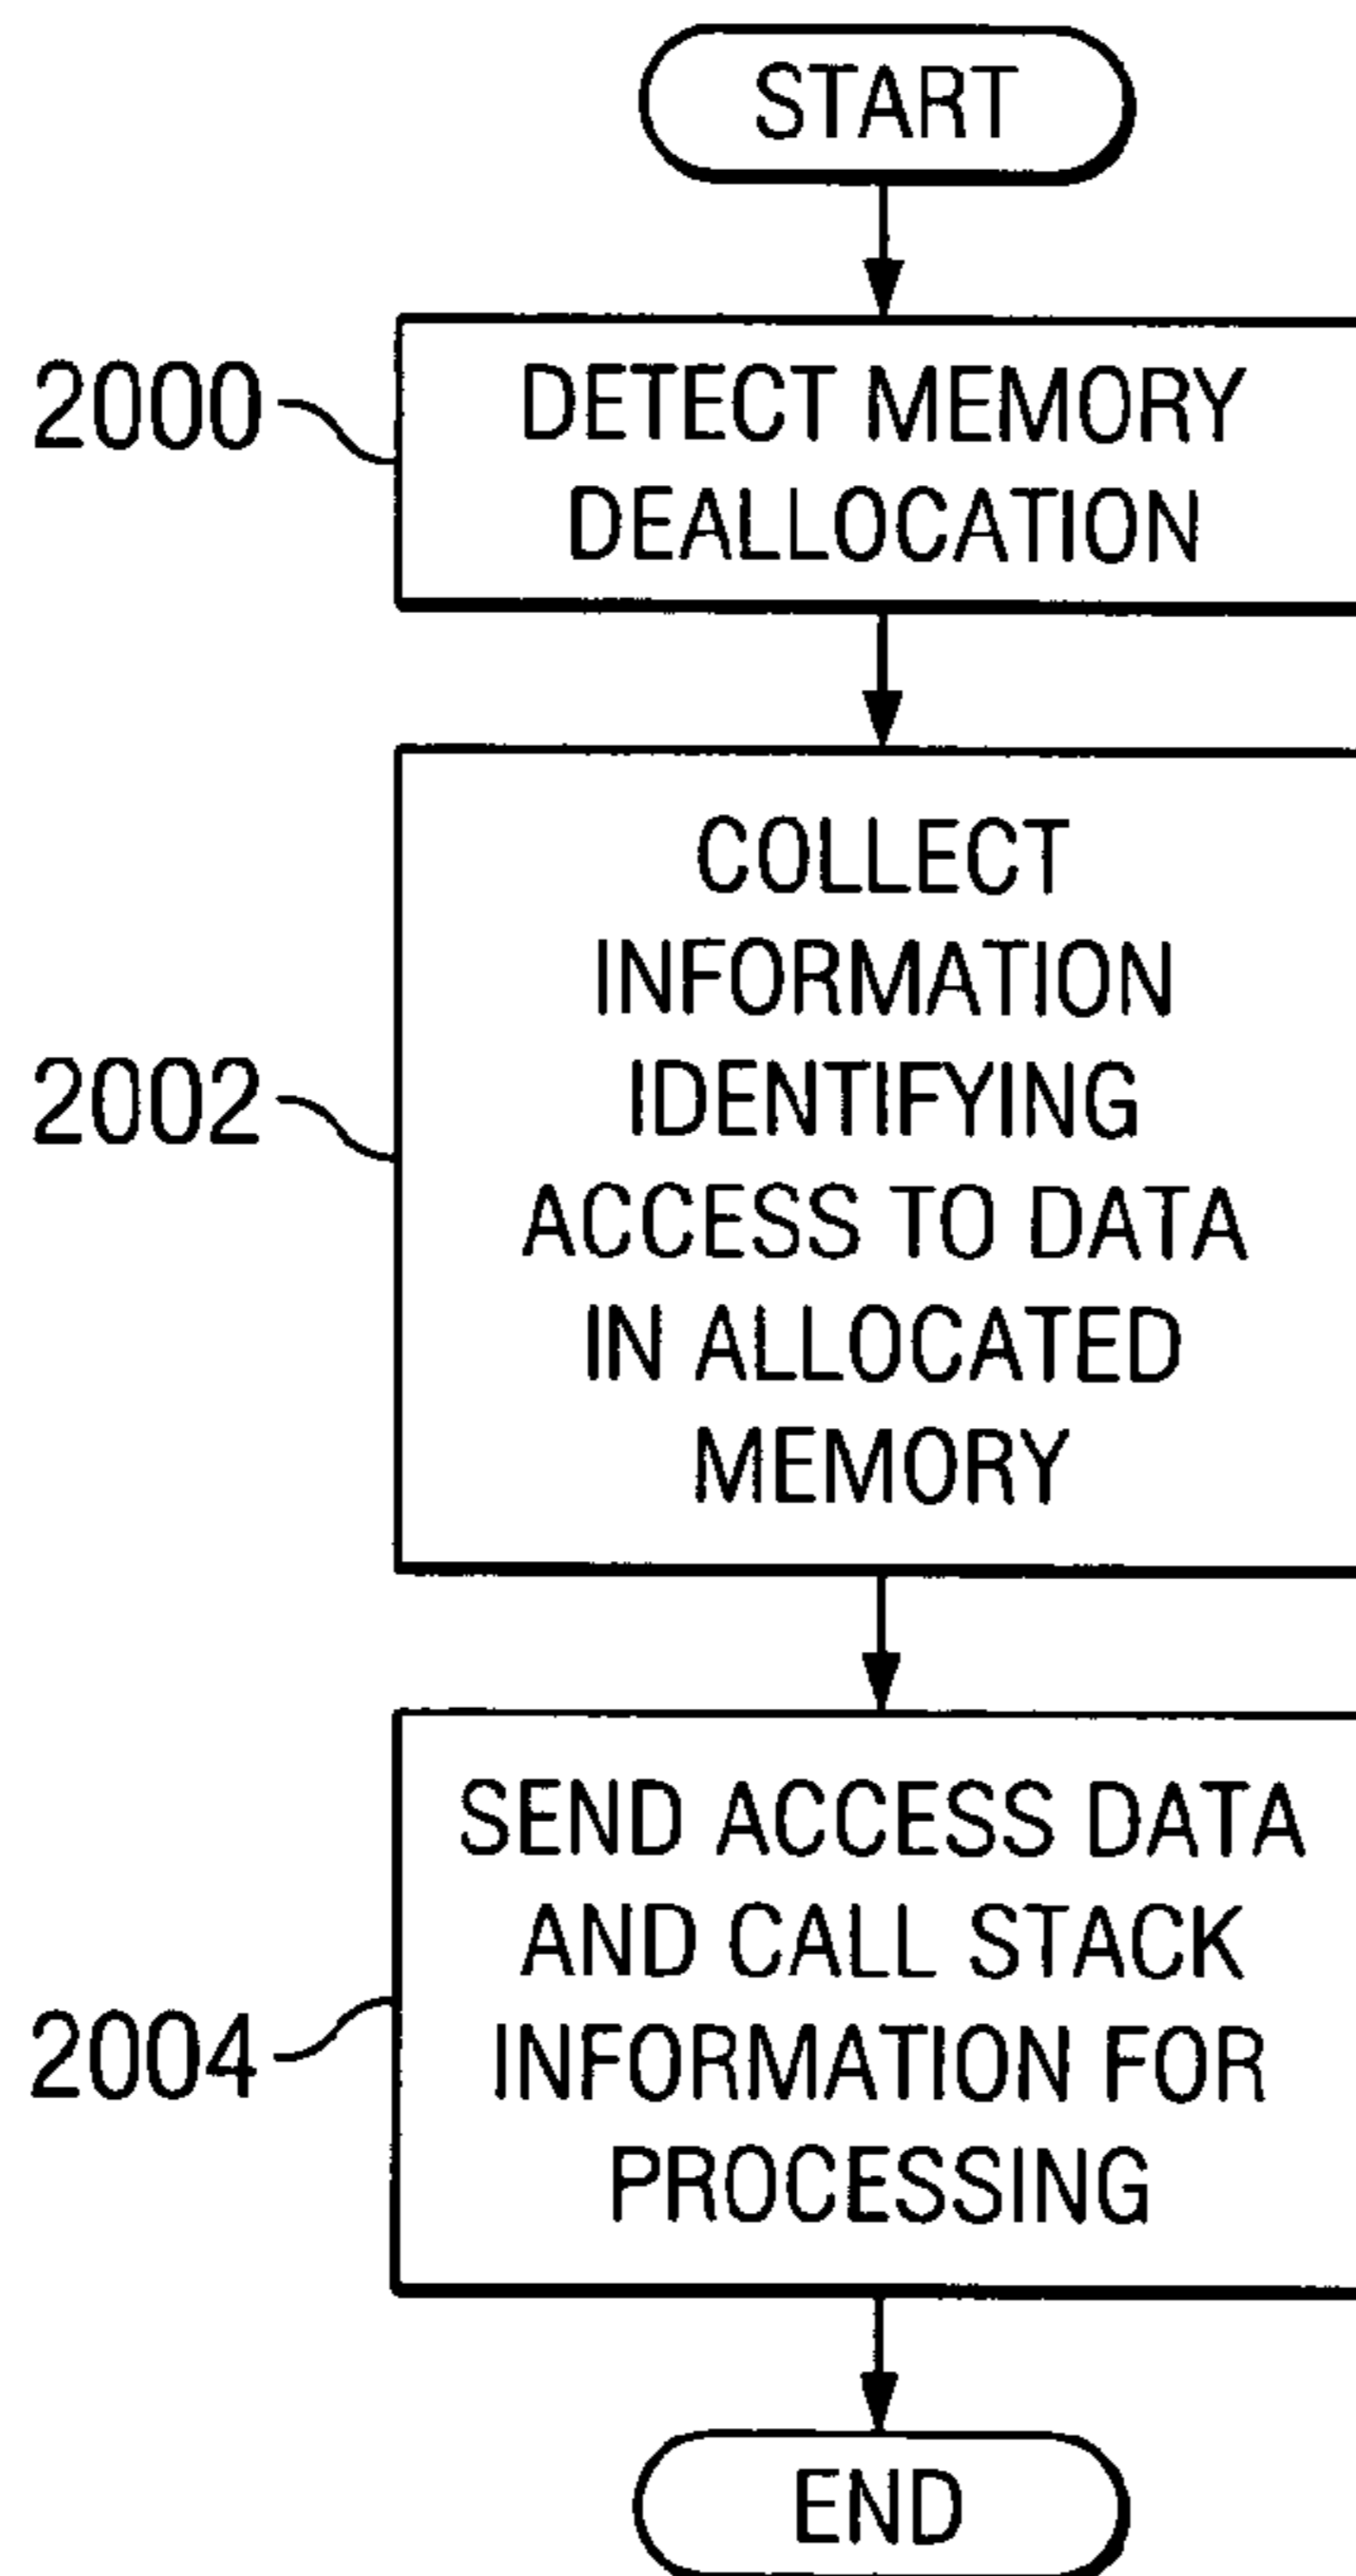 START
2000
DETECT MEMORY
DEALLOCATION
2002
COLLECT
INFORMATION
IDENTIFYING
ACCESS TO DATA
IN ALLOCATED
MEMORY
2004
SEND ACCESS DATA
AND CALL STACK
INFORMATION FOR
PROCESSING
END